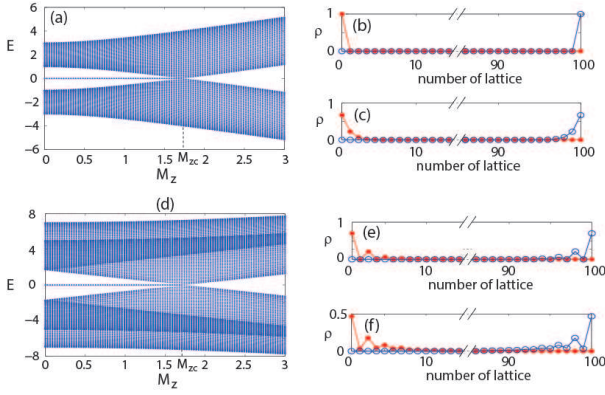 (a)
E
6
4
2
0
−2
−4
−6
0 0.5 1 1.5 2 2.5 3
Mzc
Mz
(b)
ρ
1
0
1 10 90 100
number of lattice
(c)
ρ
1
0
1 10 90 100
number of lattice
(d)
E
8
4
0
−4
−8
0 0.5 1 1.5 2 2.5 3
Mzc
Mz
(e)
ρ
1
0
0 10 90 100
number of lattice
(f)
ρ
0.5
0
0 10 90 100
number of lattice